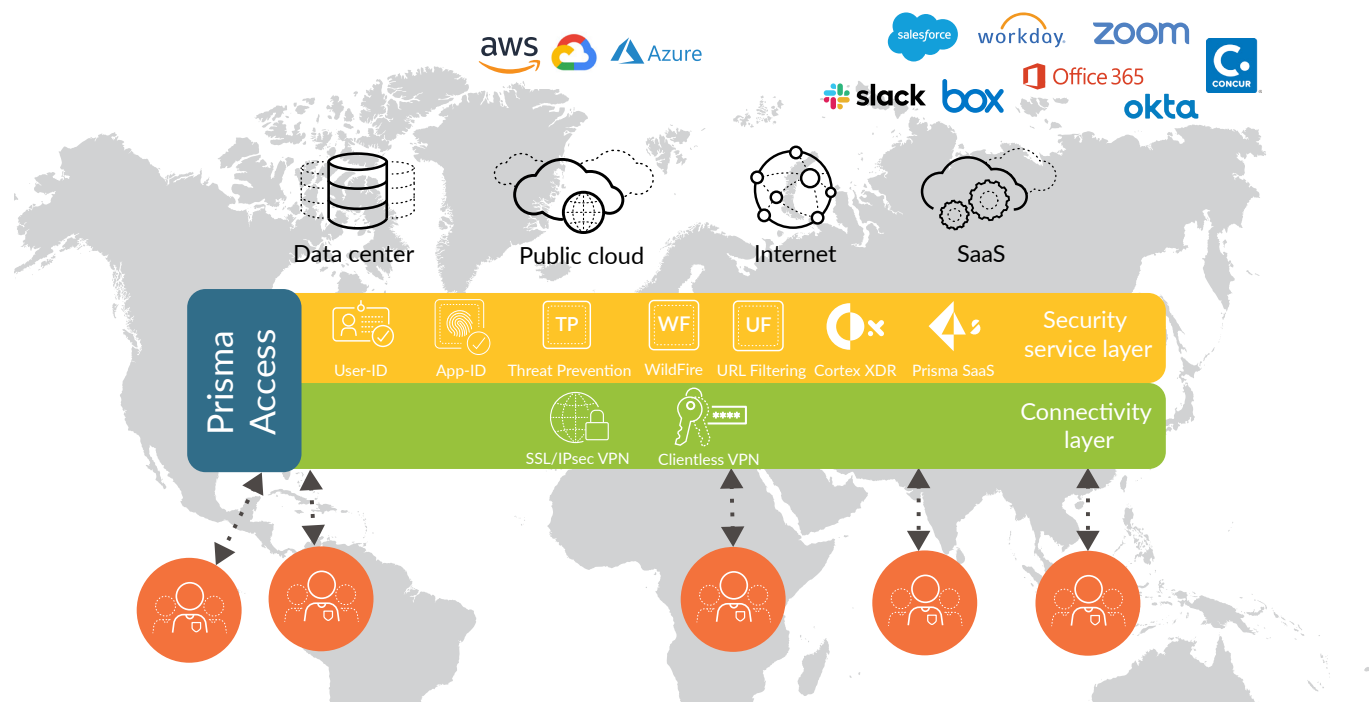 aws
Azure
salesforce
workday.
zoom
C.
CONCUR
Office 365
slack
box
okta
Data center
Public cloud
Internet
SaaS
Prisma
Access
TP
WF
UF
User-ID
App-ID
Threat Prevention
WildFire
URL Filtering
Cortex XDR
Prisma SaaS
Security
service layer
****
SSL/IPsec VPN
Clientless VPN
Connectivity
layer